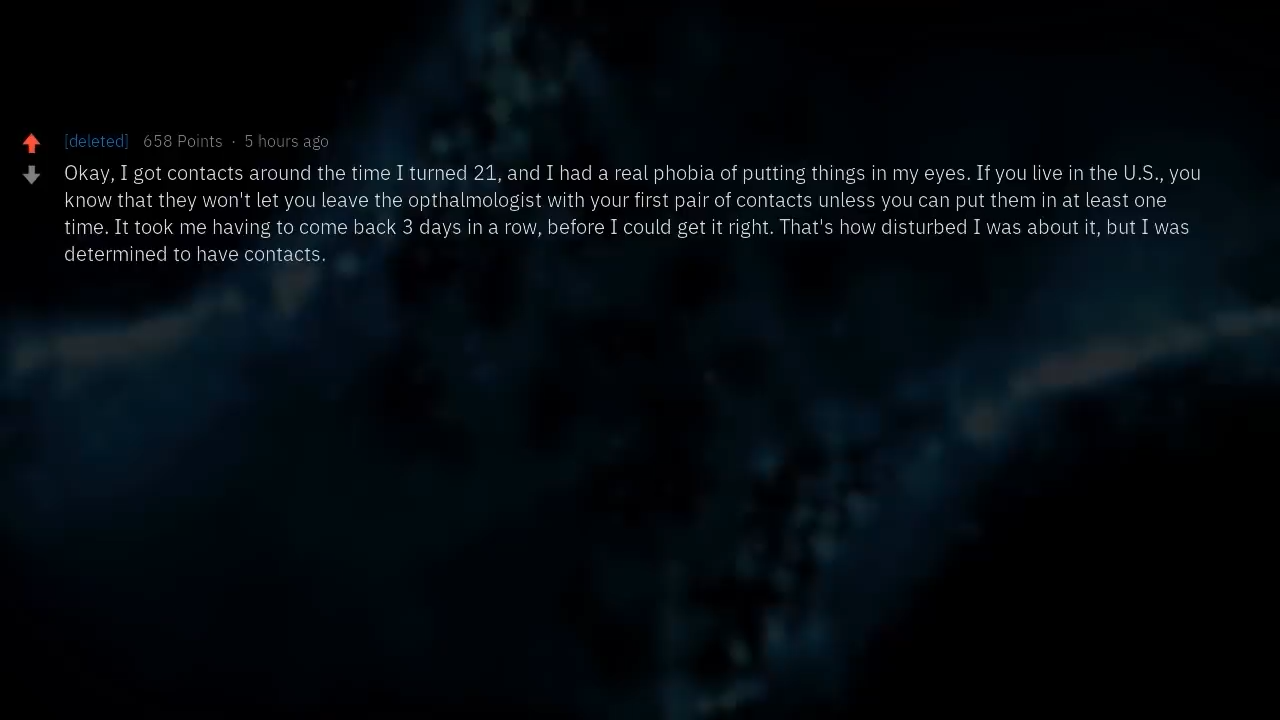 [deleted] 658 Points · 5 hours ago
Okay, I got contacts around the time I turned 21, and I had a real phobia of putting things in my eyes. If you live in the U.S., you
know that they won't let you leave the opthalmologist with your first pair of contacts unless you can put them in at least one
time. It took me having to come back 3 days in a row, before I could get it right. That's how disturbed I was about it, but I was
determined to have contacts.